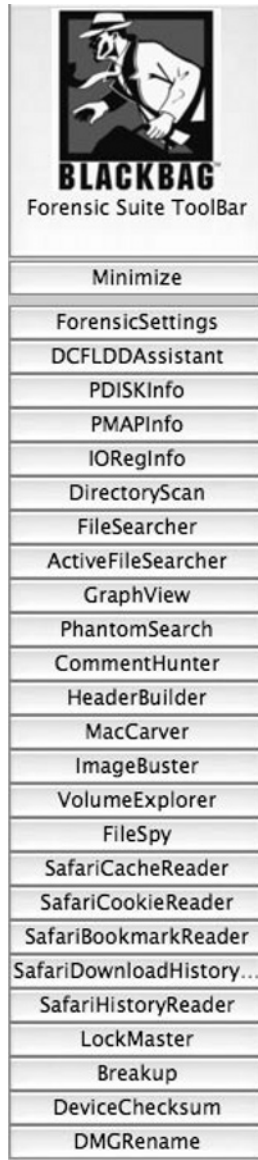 BLACKBAG™
Forensic Suite ToolBar
Minimize
ForensicSettings
DCFLDDAssistant
PDISKInfo
PMAPInfo
IORegInfo
DirectoryScan
FileSearcher
ActiveFileSearcher
GraphView
PhantomSearch
CommentHunter
HeaderBuilder
MacCarver
ImageBuster
VolumeExplorer
FileSpy
SafariCacheReader
SafariCookieReader
SafariBookmarkReader
SafariDownloadHistory...
SafariHistoryReader
LockMaster
Breakup
DeviceChecksum
DMGRename